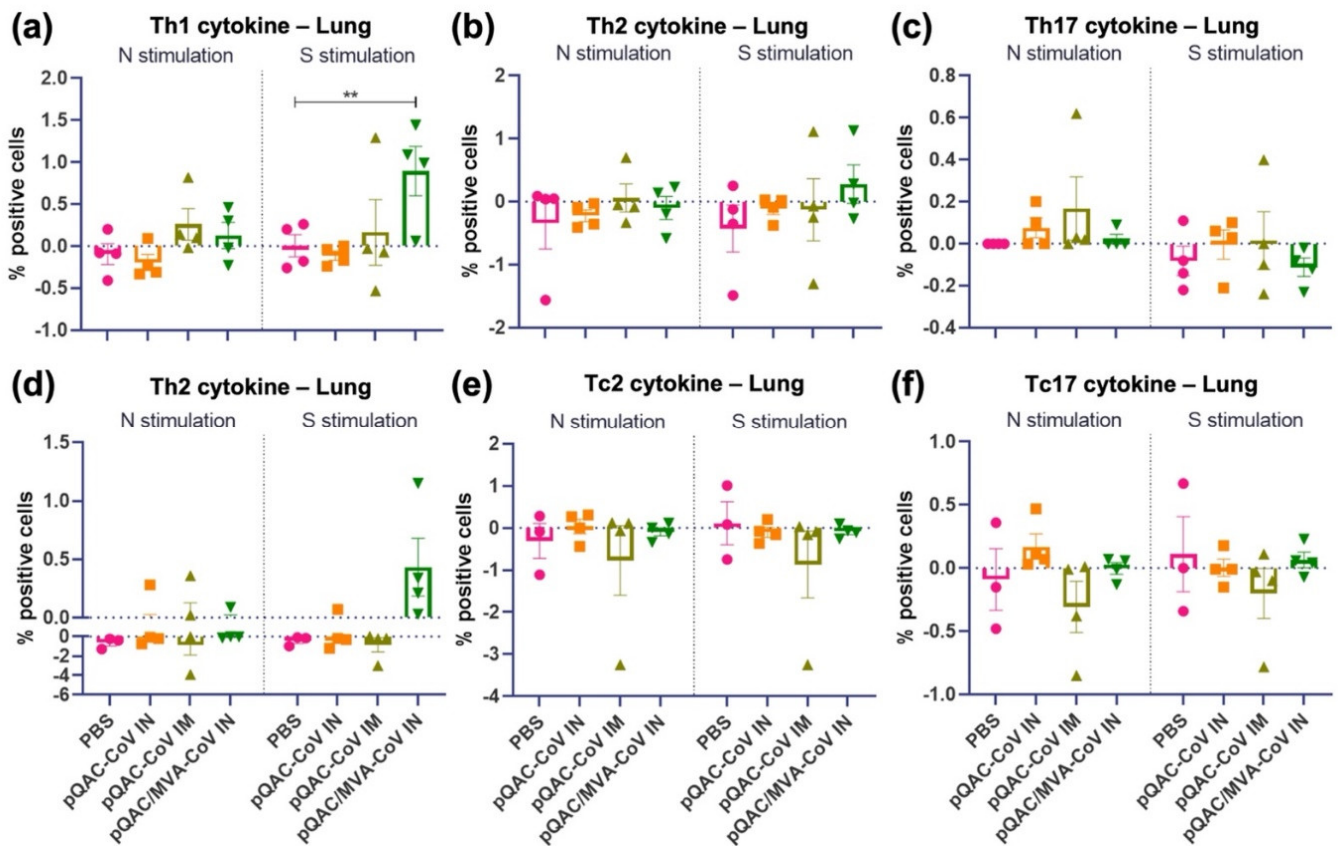 (a) Th1 cytokine – Lung
N stimulation S stimulation
% positive cells
2.0
1.5
1.0
0.5
0.0
-0.5
-1.0
**
(b) Th2 cytokine – Lung
N stimulation S stimulation
% positive cells
2
1
0
-1
-2
(c) Th17 cytokine – Lung
N stimulation S stimulation
% positive cells
0.8
0.6
0.4
0.2
0.0
-0.2
-0.4
(d) Th2 cytokine – Lung
N stimulation S stimulation
% positive cells
1.5
1.0
0.5
0.0
0
-2
-4
-6
PBS
pQAC-CoV IN
pQAC-CoV IM
pQAC/MVA-CoV IN
PBS
pQAC-CoV IN
pQAC-CoV IM
pQAC/MVA-CoV IN
(e) Tc2 cytokine – Lung
N stimulation S stimulation
% positive cells
2
1
0
-1
-2
-3
-4
PBS
pQAC-CoV IN
pQAC-CoV IM
pQAC/MVA-CoV IN
PBS
pQAC-CoV IN
pQAC-CoV IM
pQAC/MVA-CoV IN
(f) Tc17 cytokine – Lung
N stimulation S stimulation
% positive cells
1.0
0.5
0.0
-0.5
-1.0
PBS
pQAC-CoV IN
pQAC-CoV IM
pQAC/MVA-CoV IN
PBS
pQAC-CoV IN
pQAC-CoV IM
pQAC/MVA-CoV IN